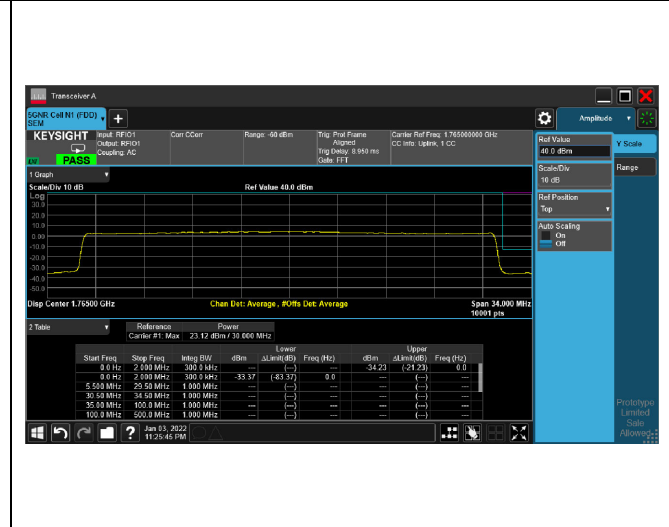 Transceiver A
5GNR Cell N1 (FDD)
SEM
KEYSIGHT
Input: RFIO1
Output: RFIO1
Coupling: AC
Corr CCorr
Range: -60 dBm
Trig: Prot Frame
Aligned
Trig Delay: 8.950 ms
Gate: FFT
Carrier Ref Freq: 1.765000000 GHz
CC Info: Uplink, 1 CC
PASS
1 Graph
Scale/Div 10 dB
Ref Value 40.0 dBm
Log
30.0
20.0
10.0
0.00
-10.0
-20.0
-30.0
-40.0
-50.0
Disp Center 1.76500 GHz
Chan Det: Average , #Offs Det: Average
Span 34.000 MHz
10001 pts
2 Table
Reference Power
Carrier #1: Max 23.12 dBm / 30.000 MHz
Lower Upper
Start Freq Stop Freq Integ BW dBm ΔLimit(dB) Freq (Hz) dBm ΔLimit(dB) Freq (Hz)
0.0 Hz 2.000 MHz 300.0 kHz --- (---) --- -34.23 (-21.23) 0.0
0.0 Hz 2.000 MHz 300.0 kHz -33.37 (-83.37) 0.0 --- (---) ---
5.500 MHz 29.50 MHz 1.000 MHz --- (---) --- --- (---) ---
30.50 MHz 34.50 MHz 1.000 MHz --- (---) --- --- (---) ---
35.00 MHz 100.0 MHz 1.000 MHz --- (---) --- --- (---) ---
100.0 MHz 500.0 MHz 1.000 MHz --- (---) --- --- (---) ---
Jan 03, 2022
11:25:45 PM
Amplitude
Ref Value
40.0 dBm
Scale/Div
10 dB
Ref Position
Top
Auto Scaling
On
Off
Y Scale
Range
Prototype
Limited
Sale
Allowed